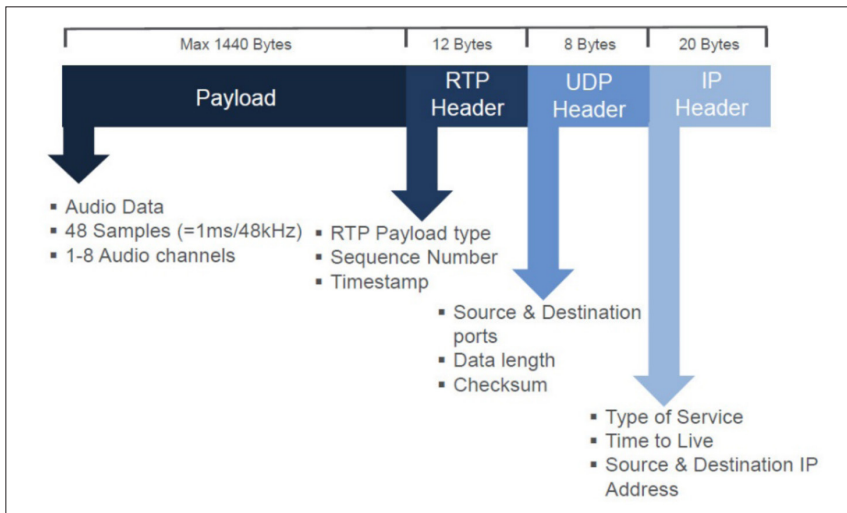 Max 1440 Bytes 12 Bytes 8 Bytes 20 Bytes
Payload
RTP
Header
UDP
Header
IP
Header
▪ Audio Data
▪ 48 Samples (=1ms/48kHz)
▪ 1-8 Audio channels
▪ RTP Payload type
▪ Sequence Number
▪ Timestamp
▪ Source & Destination
ports
▪ Data length
▪ Checksum
▪ Type of Service
▪ Time to Live
▪ Source & Destination IP
Address